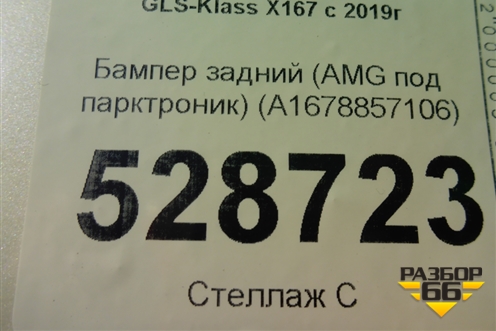 GLS-Klass X167 с 2019г
Бампер задний (AMG под
парктроник) (A1678857106)
528723
Стеллаж С
РАЗБОР
66